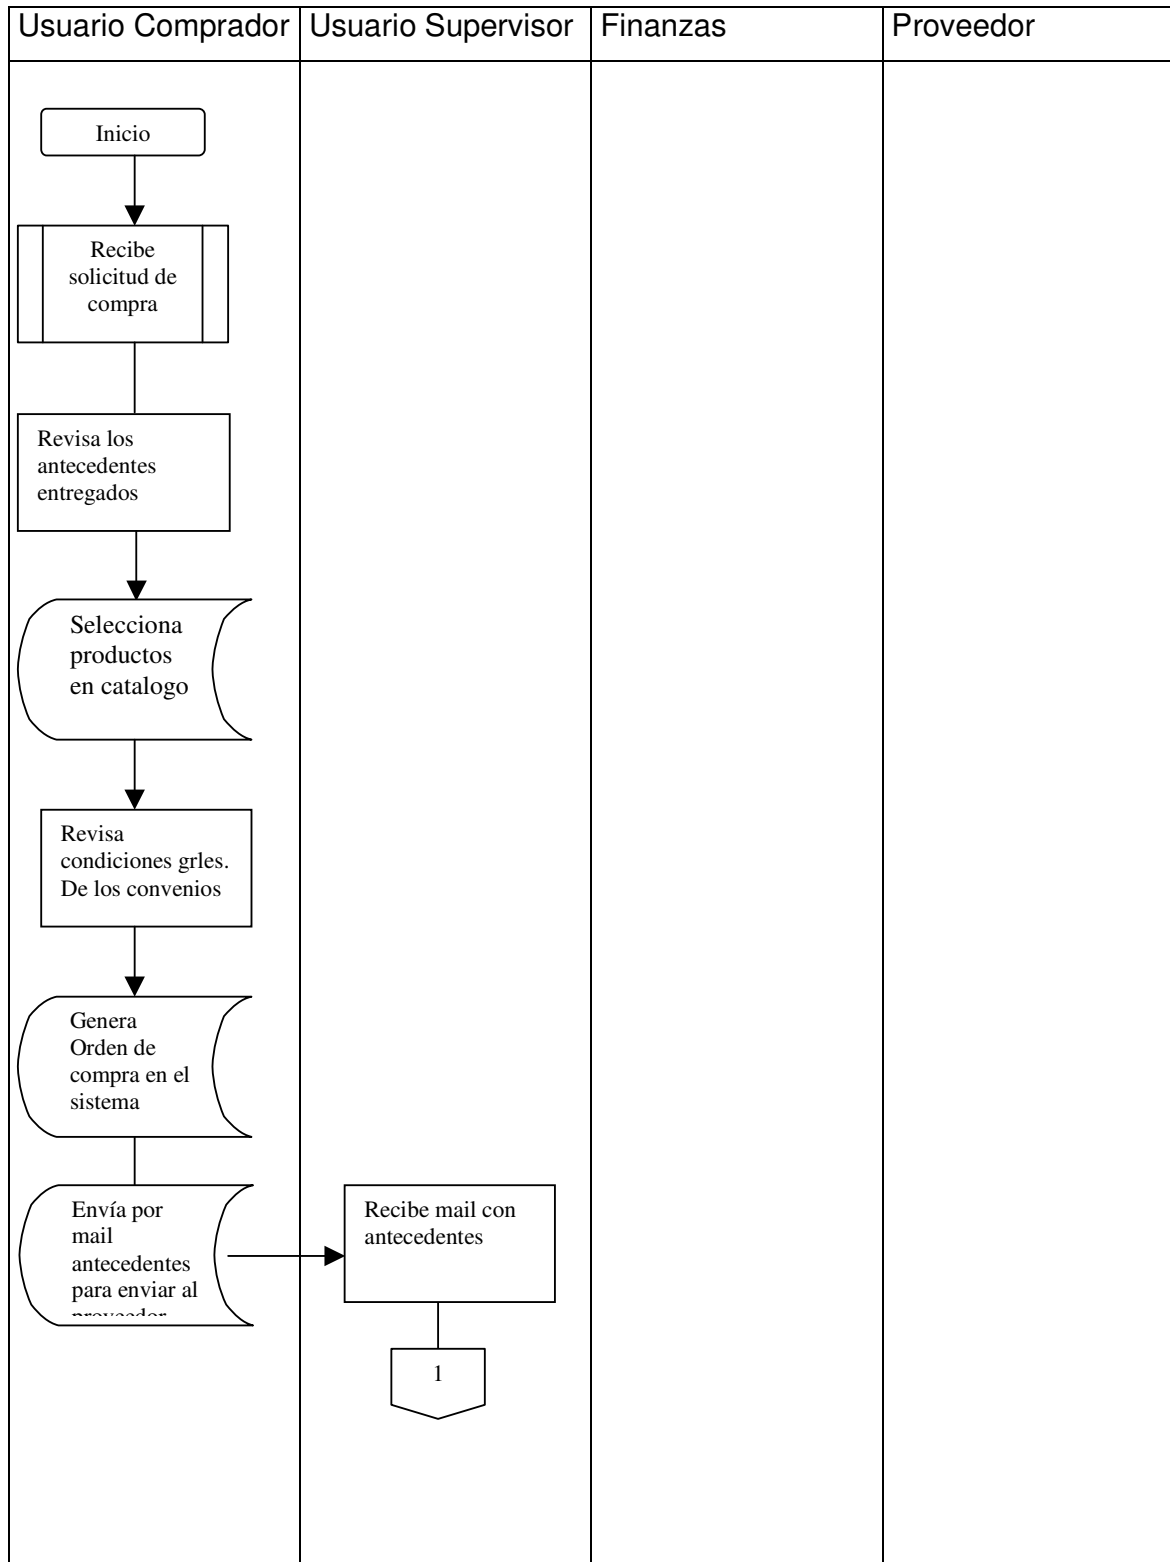 Usuario Comprador
Usuario Supervisor
Finanzas
Proveedor
Inicio
Recibe
solicitud de
compra
Revisa los
antecedentes
entregados
Selecciona
productos
en catalogo
Revisa
condiciones grles.
De los convenios
Genera
Orden de
compra en el
sistema
Envía por
mail
antecedentes
para enviar al
proveedor
Recibe mail con
antecedentes
1